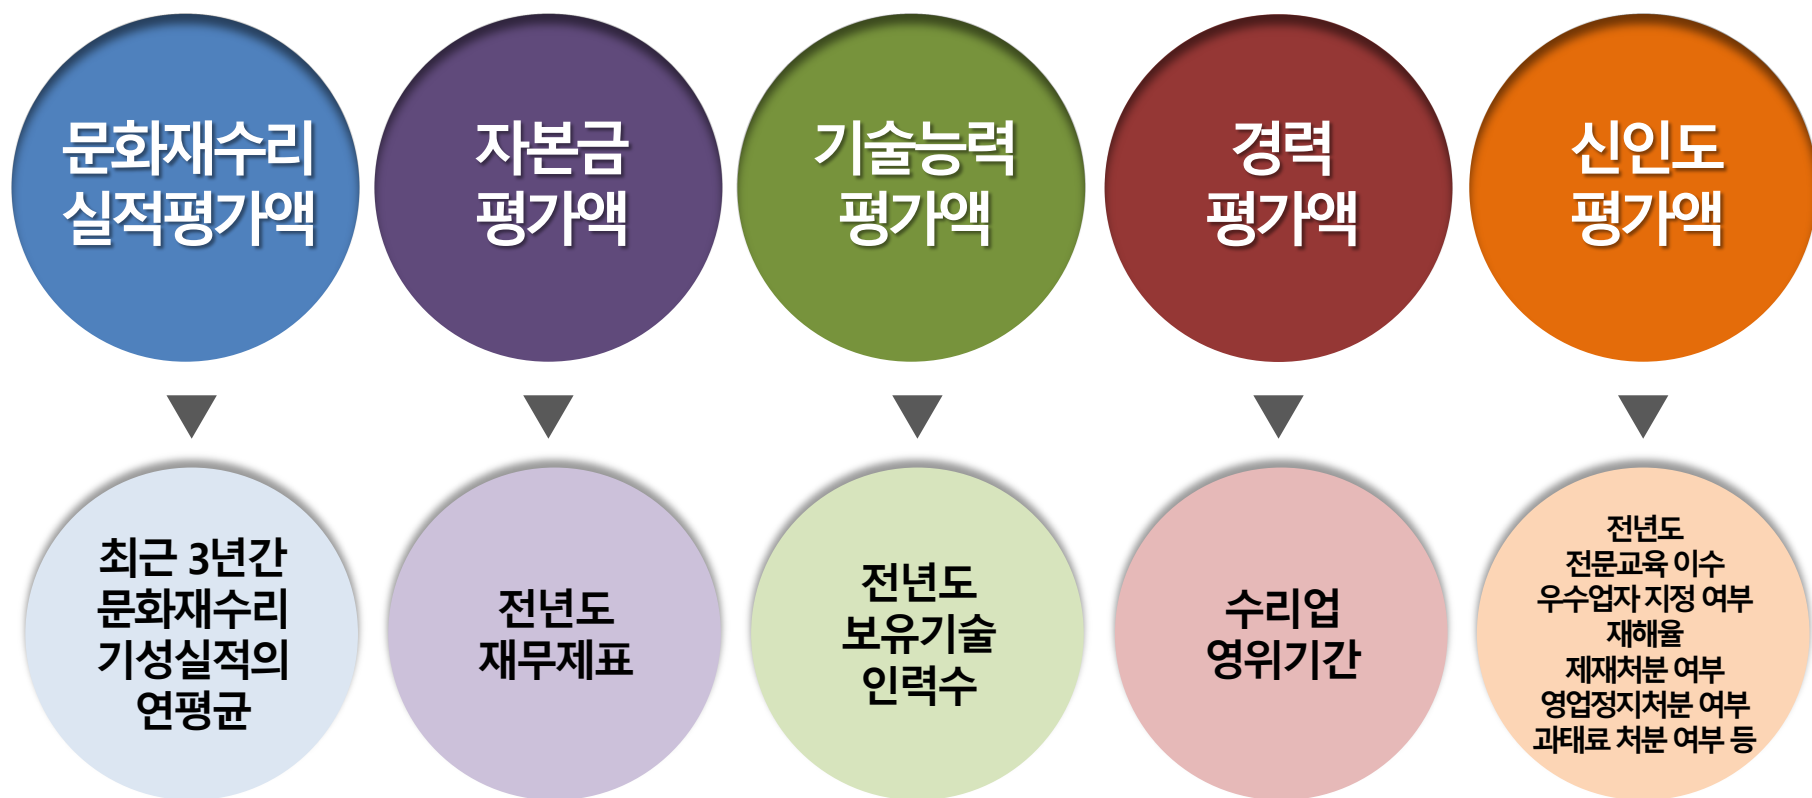 문화재수리
실적평가액
자본금
평가액
기술능력
평가액
경력
평가액
신인도
평가액
최근 3년간
문화재수리
기성실적의
연평균
전년도
재무제표
전년도
보유기술
인력수
수리업
영위기간
전년도
전문교육 이수
우수업자 지정 여부
재해율
제재처분 여부
영업정지처분 여부
과태료 처분 여부 등